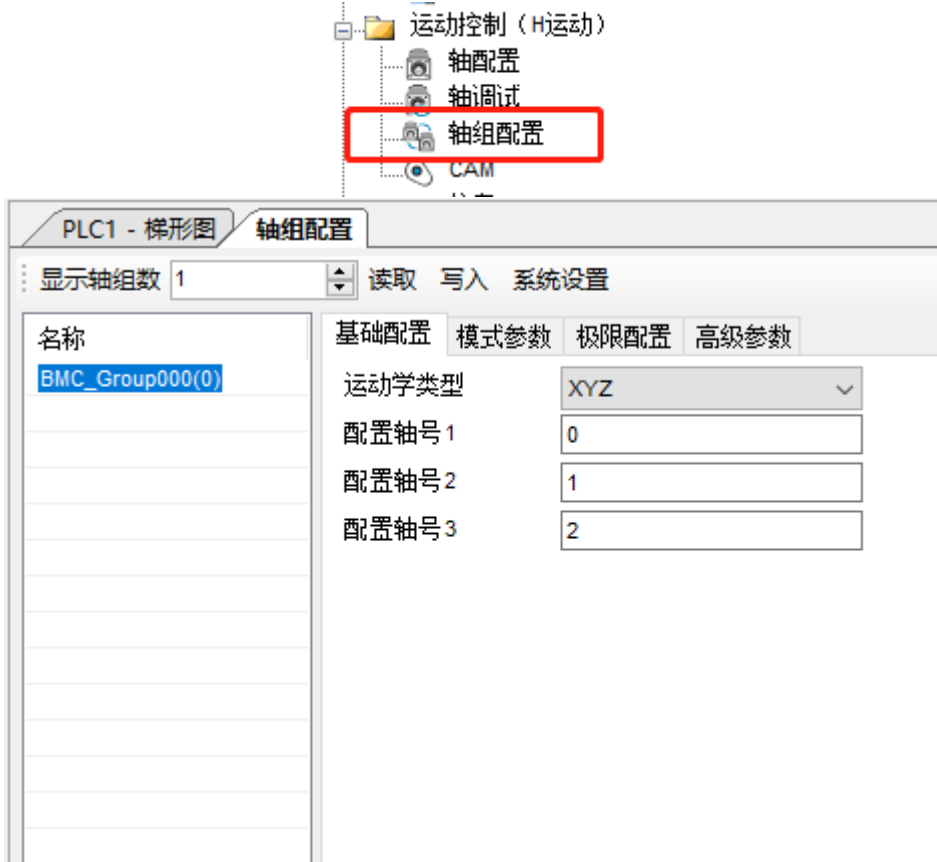 运动控制（H运动）
轴配置
轴调试
轴组配置
CAM
PLC1 - 梯形图 轴组配置
显示轴组数 1 读取 写入 系统设置
名称 基础配置 模式参数 极限配置 高级参数
BMC_Group000(0) 运动学类型 XYZ
配置轴号1 0
配置轴号2 1
配置轴号3 2